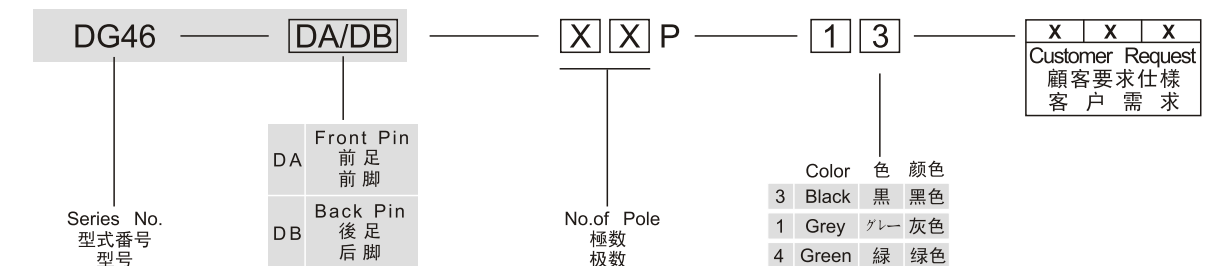 DG46 DA/DB X X P 1 3 X X X
Customer Request
顧客要求仕様
客户需求
DA Front Pin
前足
前脚
DB Back Pin
後足
后脚
Series No.
型式番号
型号
No.of Pole
極数
极数
Color 色 颜色
3 Black 黒 黑色
1 Grey グレー 灰色
4 Green 緑 绿色